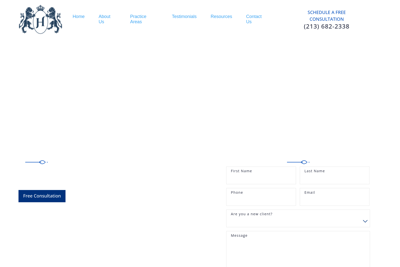 H
Home
About Us
Practice Areas
Testimonials
Resources
Contact Us
SCHEDULE A FREE
CONSULTATION
(213) 682-2338
First Name
Last Name
Phone
Email
Are you a new client?
Free Consultation
Message